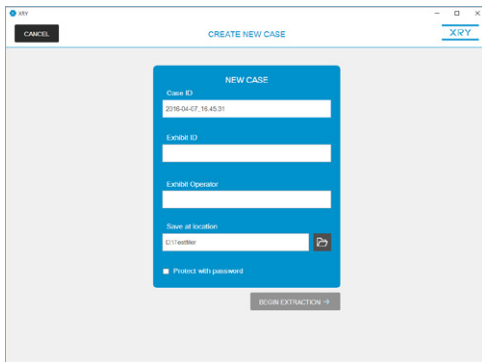 XRY
CANCEL
CREATE NEW CASE
XRY
NEW CASE
Case ID
2016-04-07_16.45:31
Exhibit ID
Exhibit Operator
Save at location
Protect with password
BEGIN EXTRACTION →